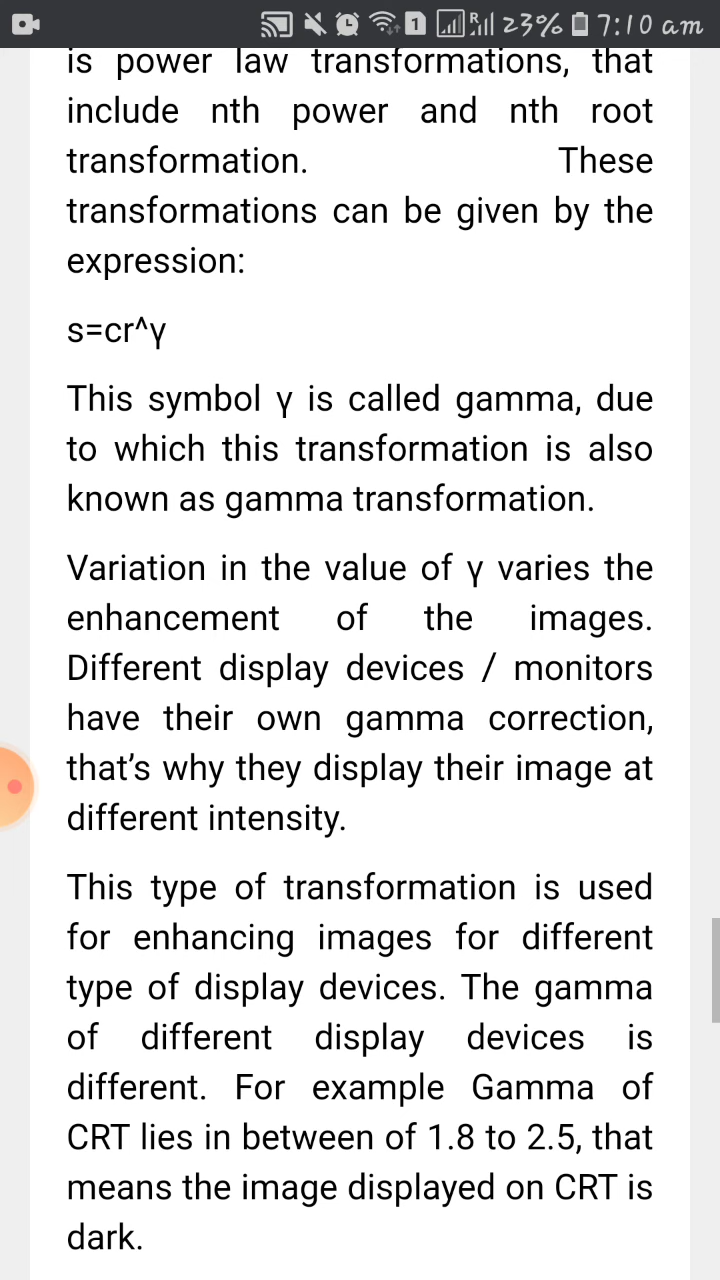 1 R 23% 7:10 am
is power law transformations, that
include nth power and nth root
transformation. These
transformations can be given by the
expression:
s=cr^γ
This symbol γ is called gamma, due
to which this transformation is also
known as gamma transformation.
Variation in the value of γ varies the
enhancement of the images.
Different display devices / monitors
have their own gamma correction,
that's why they display their image at
different intensity.
This type of transformation is used
for enhancing images for different
type of display devices. The gamma
of different display devices is
different. For example Gamma of
CRT lies in between of 1.8 to 2.5, that
means the image displayed on CRT is
dark.